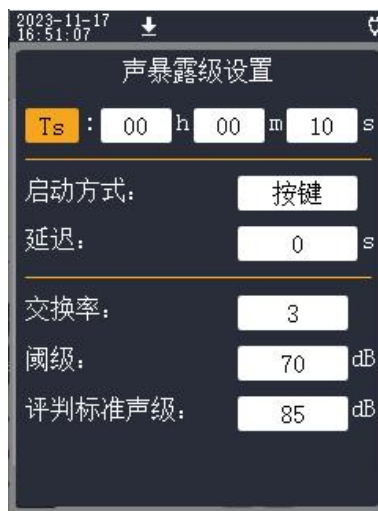 2023-11-17
16:51:07
声暴露级设置
Ts : 00 h 00 m 10 s
启动方式: 按键
延迟: 0 s
交换率: 3
阈级: 70 dB
评判标准声级: 85 dB